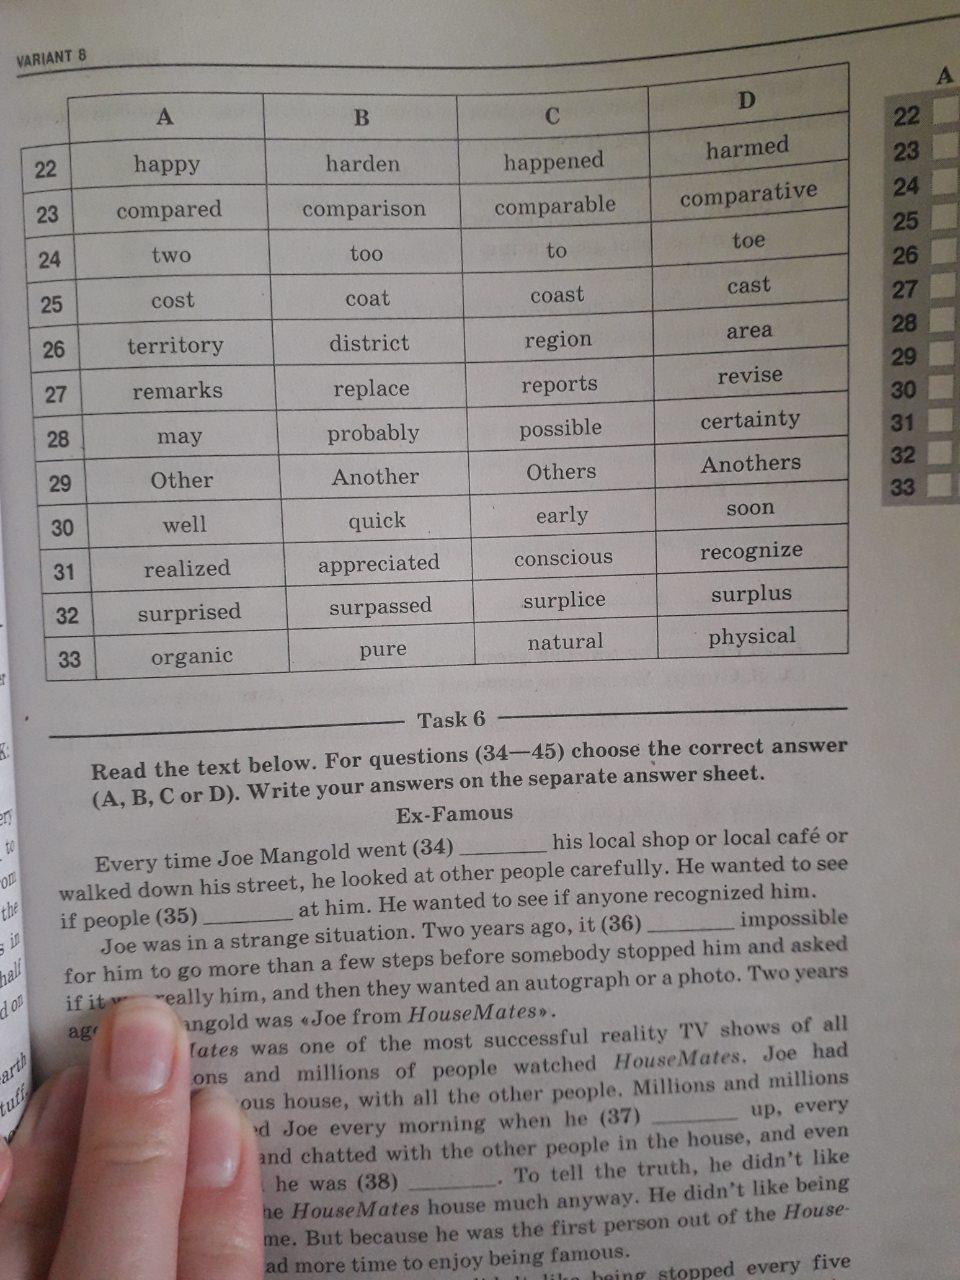 VARIANT 8
A B C D
22 happy harden happened harmed
23 compared comparison comparable comparative
24 two too to toe
25 cost coat coast cast
26 territory district region area
27 remarks replace reports revise
28 may probably possible certainty
29 Other Another Others Anothers
30 well quick early soon
31 realized appreciated conscious recognize
32 surprised surpassed surplice surplus
33 organic pure natural physical
A
22
23
24
25
26
27
28
29
30
31
32
33
Task 6
Read the text below. For questions (34—45) choose the correct answer
(A, B, C or D). Write your answers on the separate answer sheet.
Ex-Famous
Every time Joe Mangold went (34) ________ his local shop or local café or
walked down his street, he looked at other people carefully. He wanted to see
if people (35) ________ at him. He wanted to see if anyone recognized him.
Joe was in a strange situation. Two years ago, it (36) ________ impossible
for him to go more than a few steps before somebody stopped him and asked
if it really him, and then they wanted an autograph or a photo. Two years
angold was «Joe from HouseMates».
Mates was one of the most successful reality TV shows of all
ons and millions of people watched HouseMates. Joe had
ous house, with all the other people. Millions and millions
ed Joe every morning when he (37) ________ up, every
and chatted with the other people in the house, and even
he was (38) ________. To tell the truth, he didn't like
he HouseMates house much anyway. He didn't like being
me. But because he was the first person out of the House-
ad more time to enjoy being famous.
like being stopped every five
K:
ery
to
om
the
s in
half
d on
arth
tuff